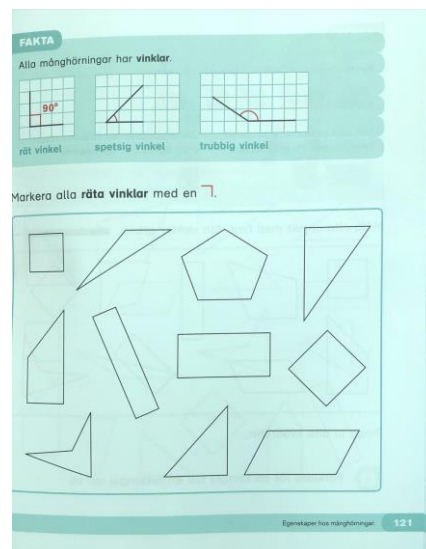 FAKTA
Alla månghörningar har vinklar.
90°
rät vinkel
spetsig vinkel
trubbig vinkel
Markera alla räta vinklar med en
Egenskaper hos månghörningar.
121